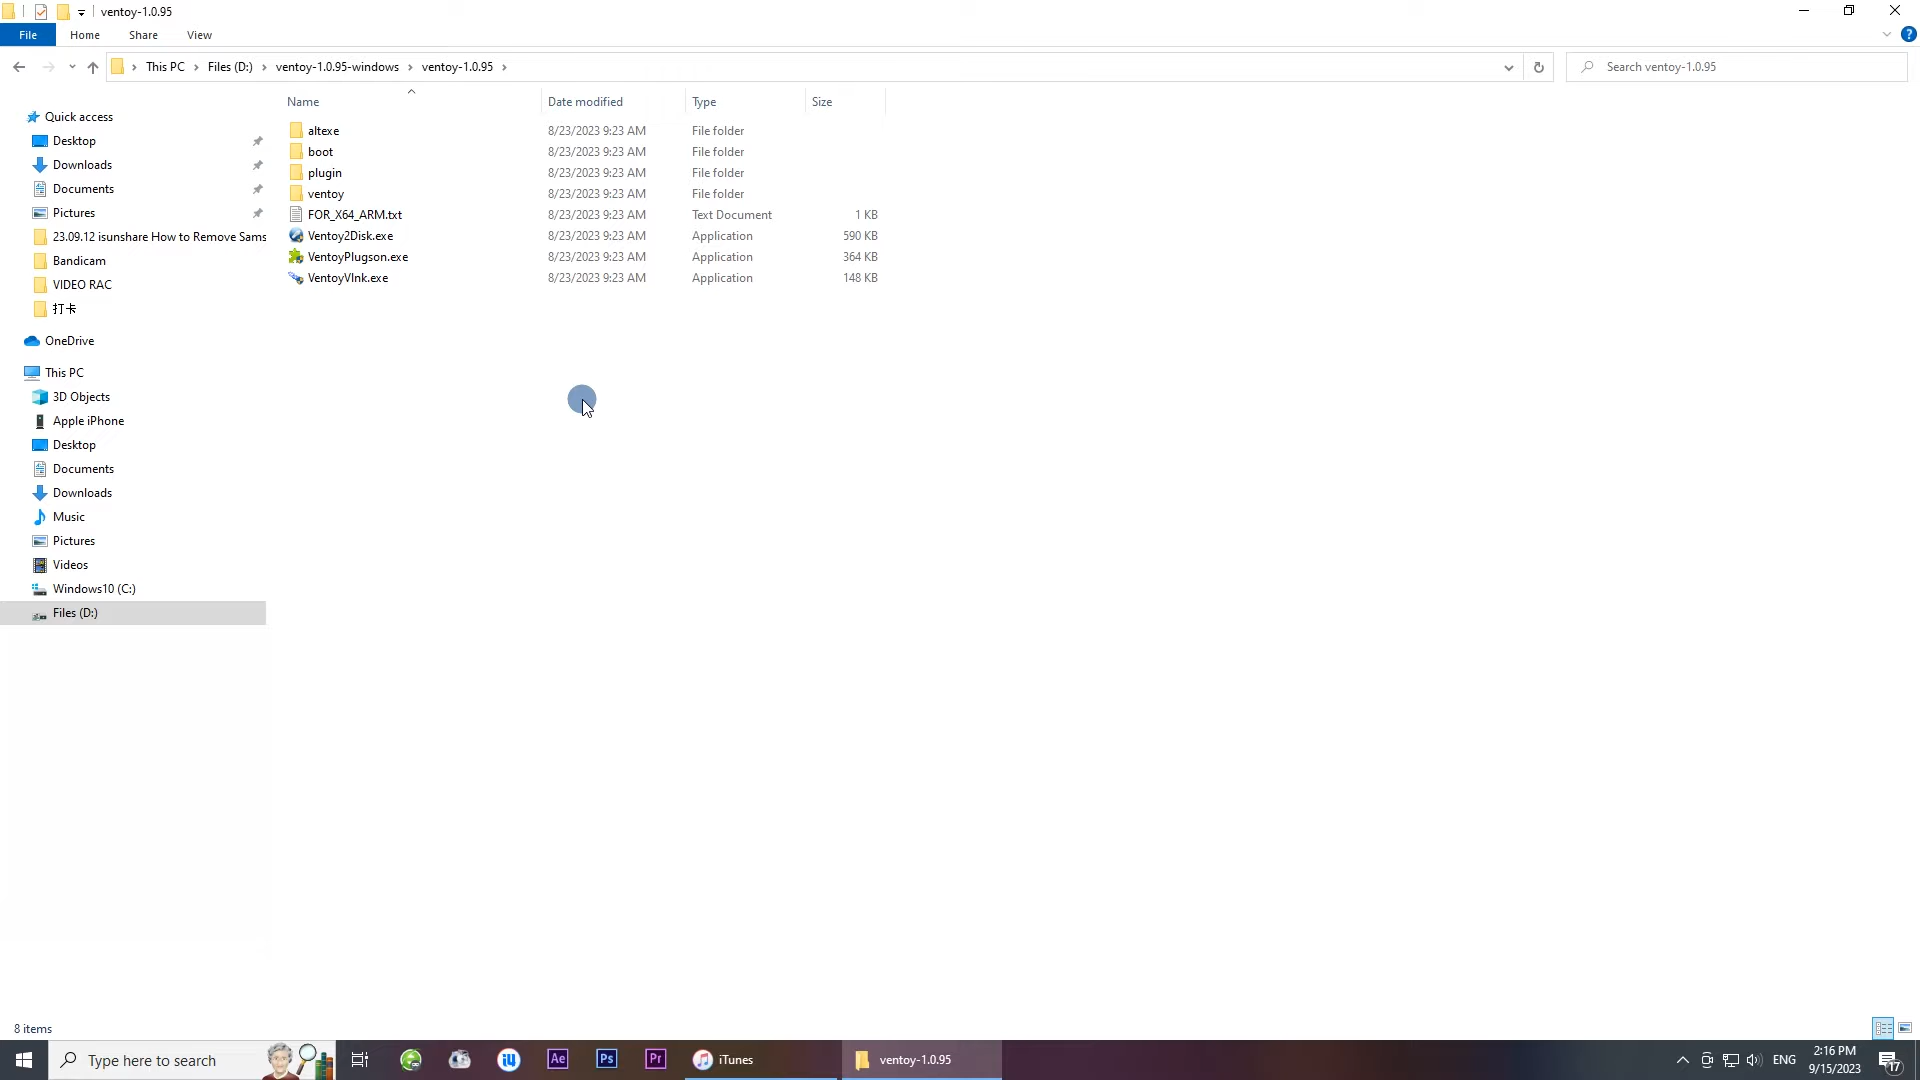 ventoy-1.0.95
File Home Share View
This PC Files (D:) ventoy-1.0.95-windows ventoy-1.0.95
Search ventoy-1.0.95
Name Date modified Type Size
Quick access
Desktop
Downloads
Documents
Pictures
23.09.12 isunshare How to Remove Sams
Bandicam
VIDEO RAC
打卡
OneDrive
This PC
3D Objects
Apple iPhone
Desktop
Documents
Downloads
Music
Pictures
Videos
Windows10 (C:)
Files (D:)
altexe 8/23/2023 9:23 AM File folder
boot 8/23/2023 9:23 AM File folder
plugin 8/23/2023 9:23 AM File folder
ventoy 8/23/2023 9:23 AM File folder
FOR_X64_ARM.txt 8/23/2023 9:23 AM Text Document 1 KB
Ventoy2Disk.exe 8/23/2023 9:23 AM Application 590 KB
VentoyPlugson.exe 8/23/2023 9:23 AM Application 364 KB
VentoyVlnk.exe 8/23/2023 9:23 AM Application 148 KB
8 items
Type here to search
Ae
Ps
Pr
iTunes
ventoy-1.0.95
ENG
2:16 PM
9/15/2023
17